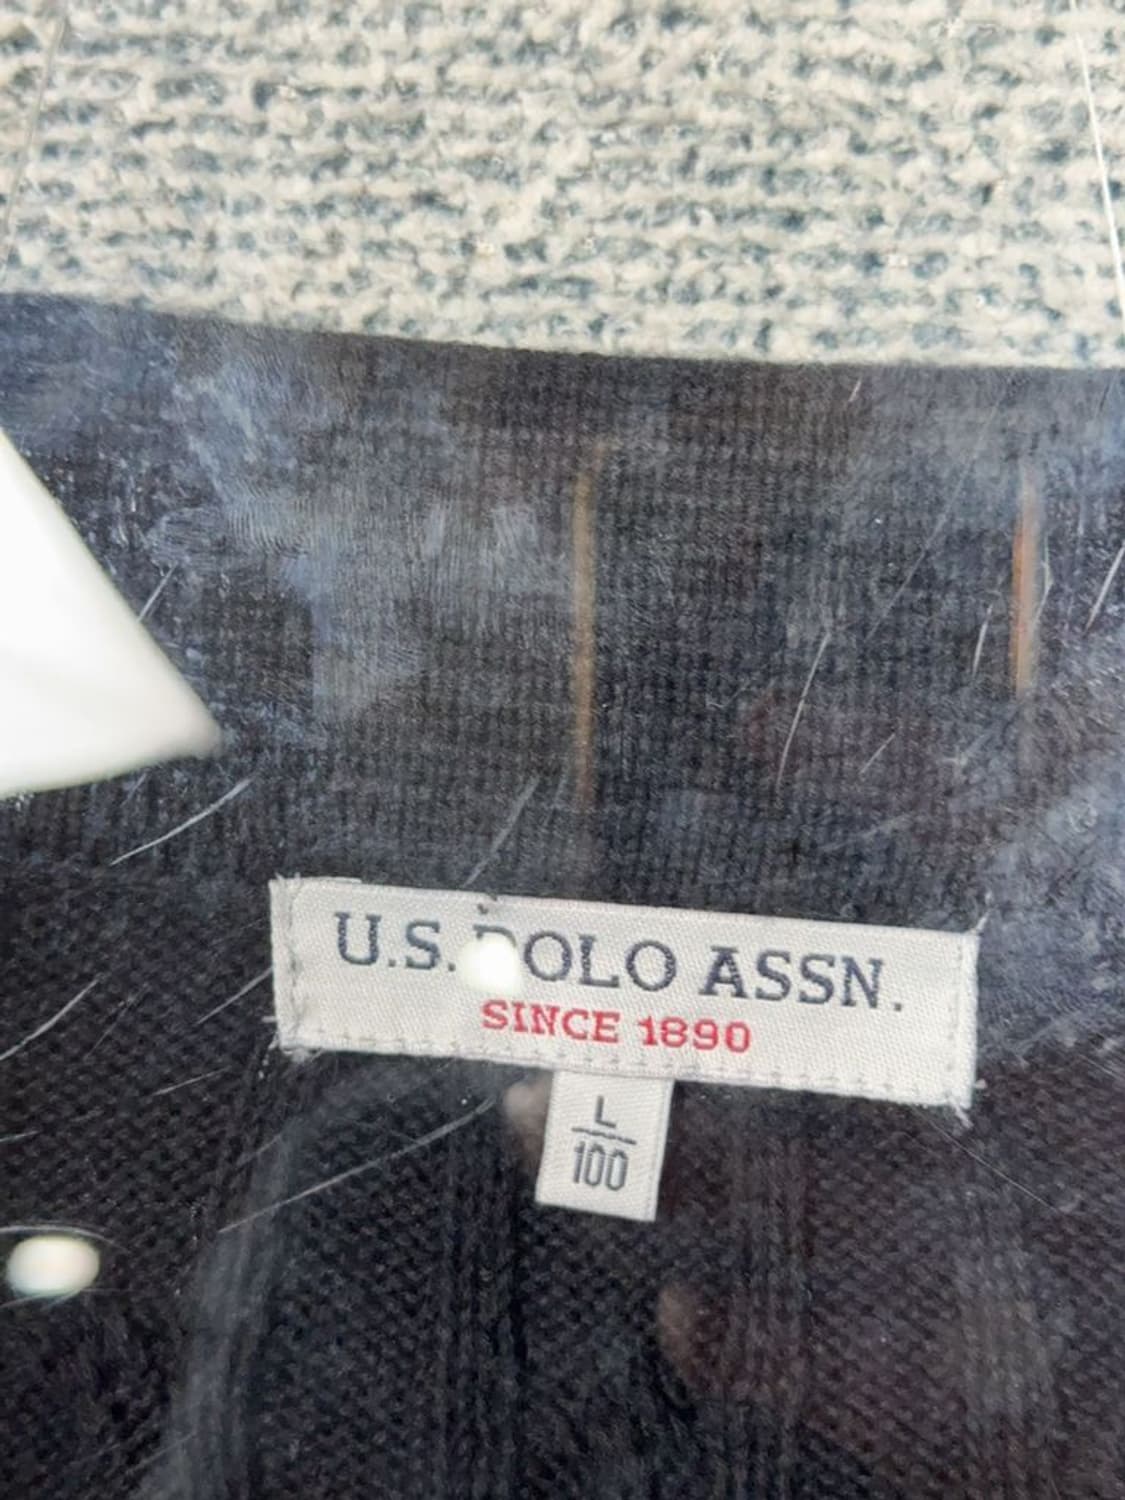 U.S. POLO ASSN.
SINCE 1890
L
100